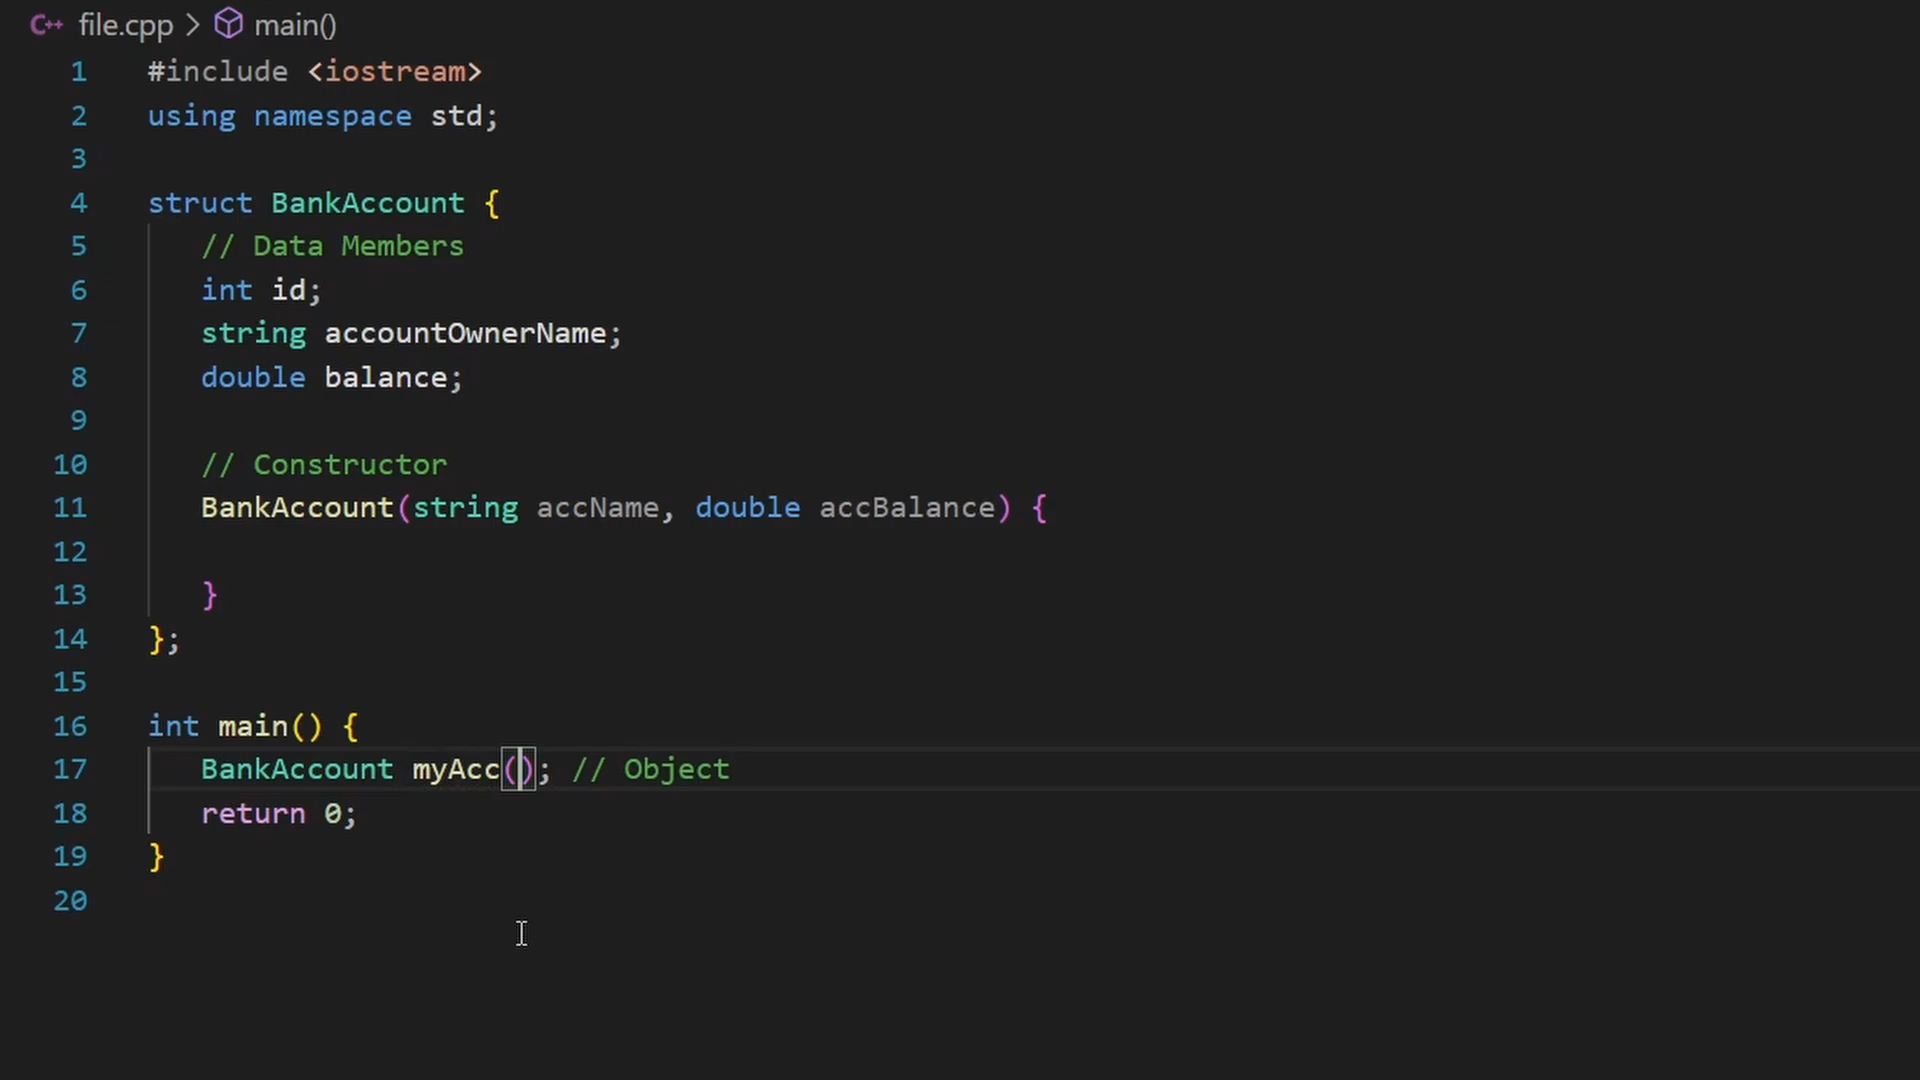 C++ file.cpp > main()
1 #include <iostream>
2 using namespace std;
3
4 struct BankAccount {
5 // Data Members
6 int id;
7 string accountOwnerName;
8 double balance;
9
10 // Constructor
11 BankAccount(string accName, double accBalance) {
12
13 }
14 };
15
16 int main() {
17 BankAccount myAcc(); // Object
18 return 0;
19 }
20